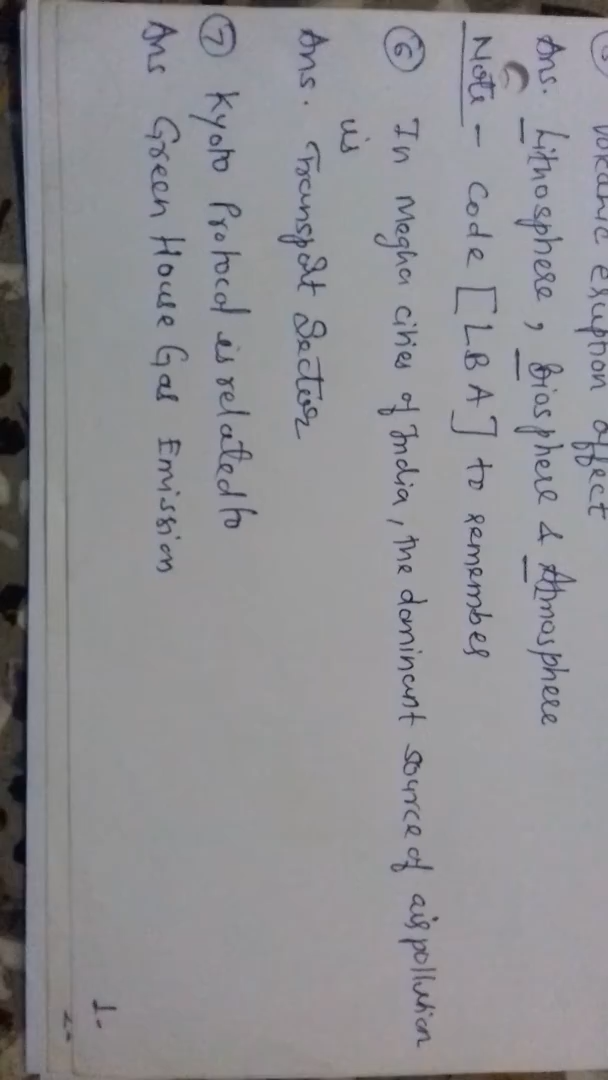 volcanic eruption affect
Ans. Lithosphere, Biosphere & Atmosphere
Note - Code [LBA] to remember
⑥ In Megha cities of India, the dominant source of air pollution
is
Ans. Transport Sector
⑦ Kyoto Protocol is related to
Ans Green House Gas Emission
1.